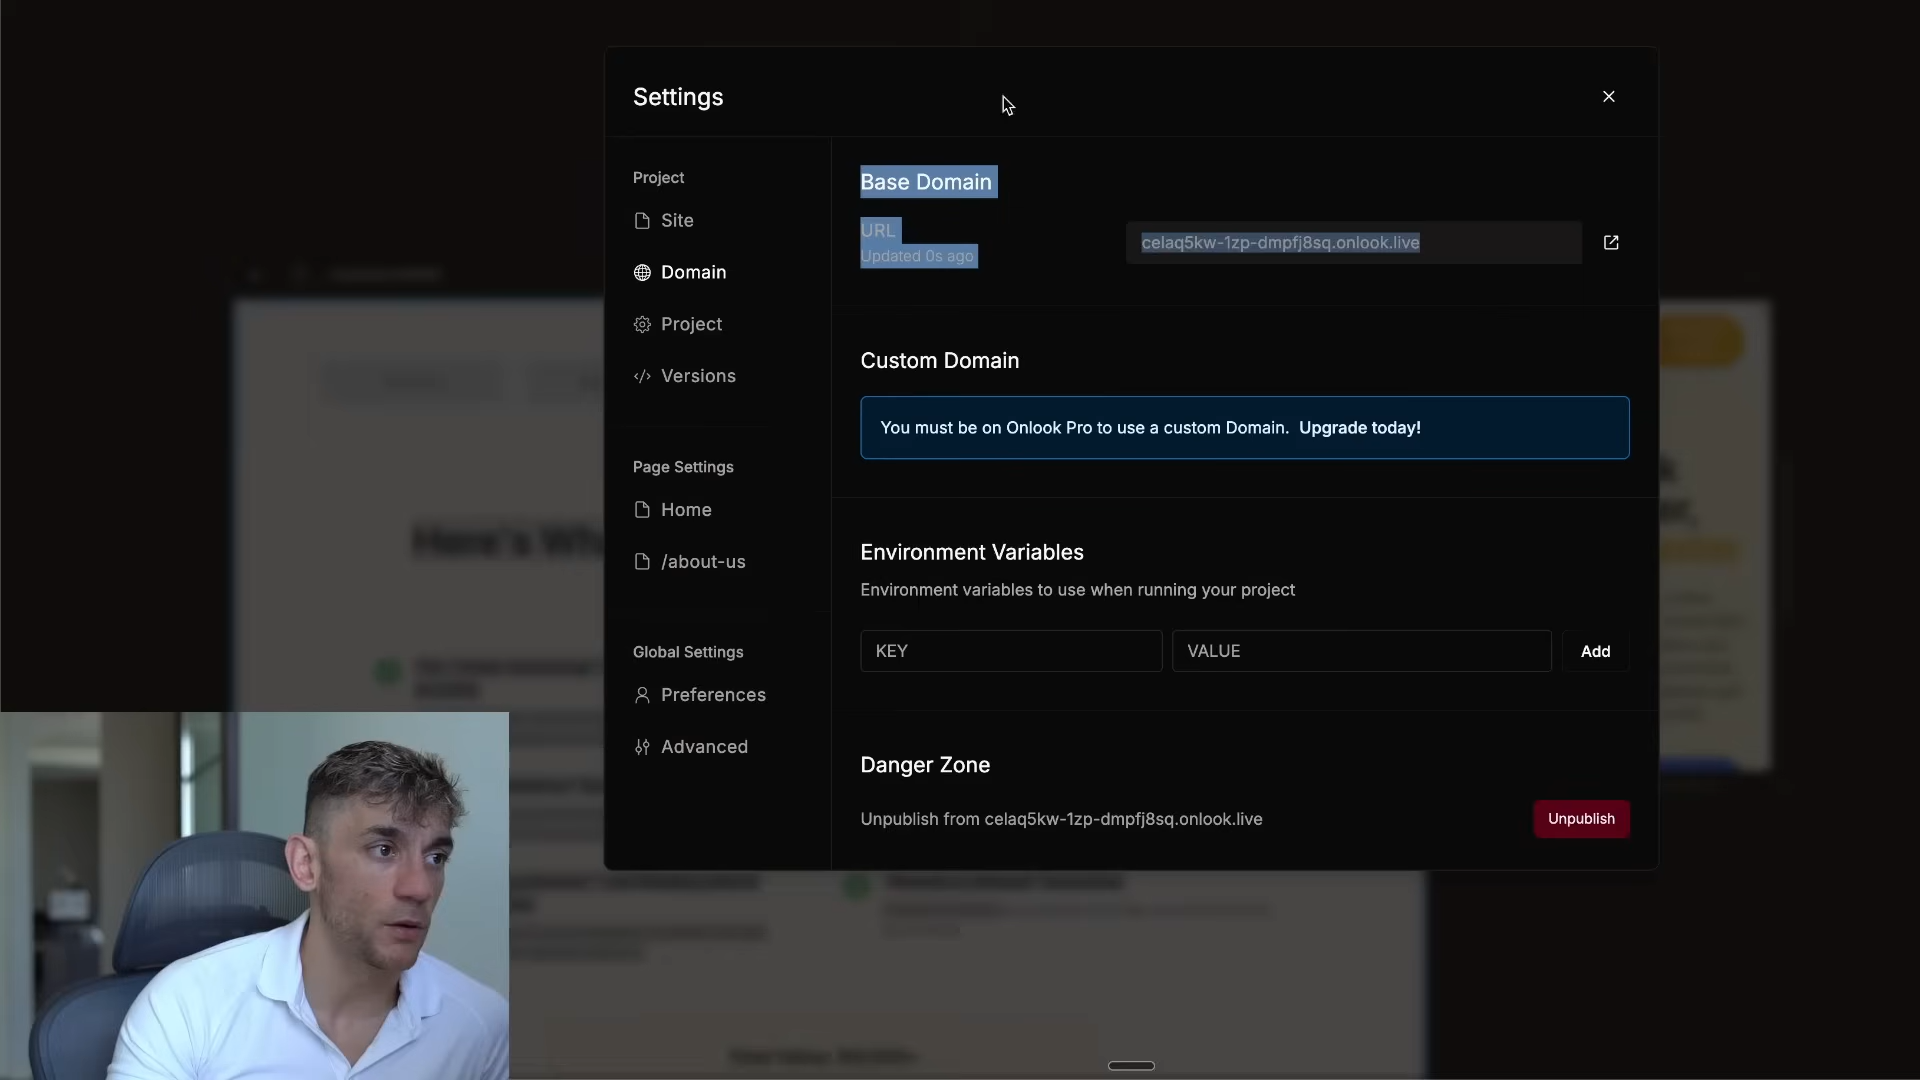 Settings
Project
Site
Domain
Project
Versions
Page Settings
Home
/about-us
Global Settings
Preferences
Advanced
Base Domain
URL
Updated 0s ago
celaq5kw-1zp-dmpfj8sq.onlook.live
Custom Domain
You must be on Onlook Pro to use a custom Domain. Upgrade today!
Environment Variables
Environment variables to use when running your project
KEY
VALUE
Add
Danger Zone
Unpublish from celaq5kw-1zp-dmpfj8sq.onlook.live
Unpublish
Here's Wh